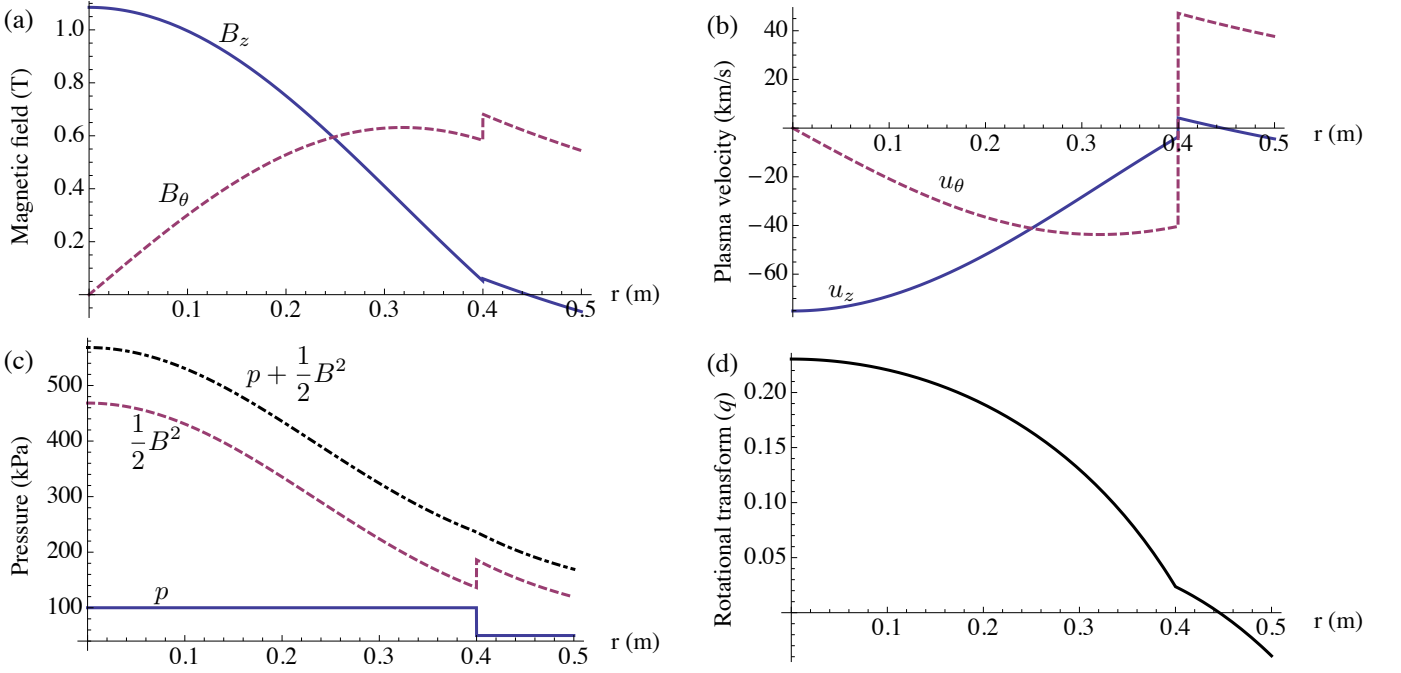 (a)
Magnetic field (T)
1.0
0.8
0.6
0.4
0.2
B_z
B_θ
0.1 0.2 0.3 0.4 0.5
r (m)
(b)
Plasma velocity (km/s)
40
20
−20
−40
−60
0.1 0.2 0.3 0.4 0.5
r (m)
u_θ
u_z
(c)
Pressure (kPa)
500
400
300
200
100
p + 1/2 B²
1/2 B²
p
0.1 0.2 0.3 0.4 0.5
r (m)
(d)
Rotational transform (q)
0.20
0.15
0.10
0.05
0.1 0.2 0.3 0.4 0.5
r (m)